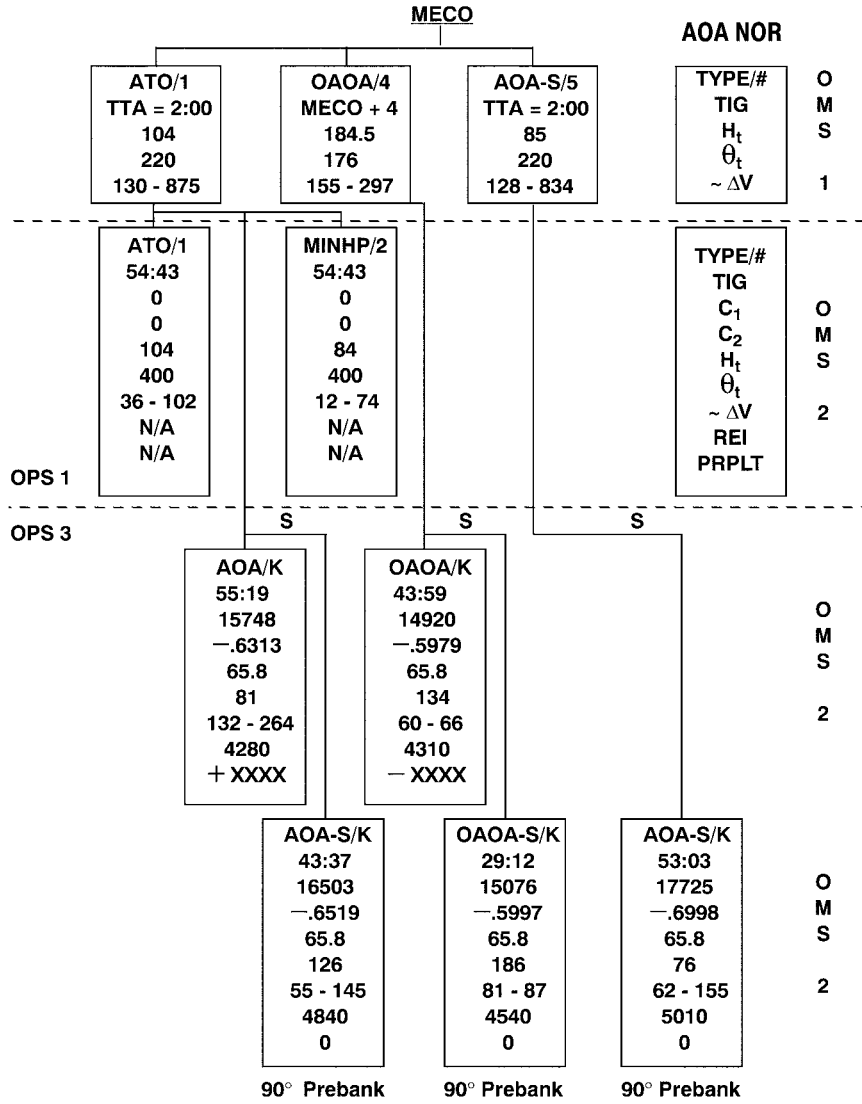 MECO
AOA NOR
ATO/1
TTA = 2:00
104
220
130 - 875
OAOA/4
MECO + 4
184.5
176
155 - 297
AOA-S/5
TTA = 2:00
85
220
128 - 834
TYPE/#
TIG
Ht
θt
~ ΔV
O
M
S
1
ATO/1
54:43
0
0
104
400
36 - 102
N/A
N/A
MINHP/2
54:43
0
0
84
400
12 - 74
N/A
N/A
TYPE/#
TIG
C1
C2
Ht
θt
~ ΔV
REI
PRPLT
O
M
S
2
OPS 1
OPS 3
S
S
S
AOA/K
55:19
15748
—.6313
65.8
81
132 - 264
4280
+ XXXX
OAOA/K
43:59
14920
—.5979
65.8
134
60 - 66
4310
— XXXX
O
M
S
2
AOA-S/K
43:37
16503
—.6519
65.8
126
55 - 145
4840
0
90° Prebank
OAOA-S/K
29:12
15076
—.5997
65.8
186
81 - 87
4540
0
90° Prebank
AOA-S/K
53:03
17725
—.6998
65.8
76
62 - 155
5010
0
90° Prebank
O
M
S
2